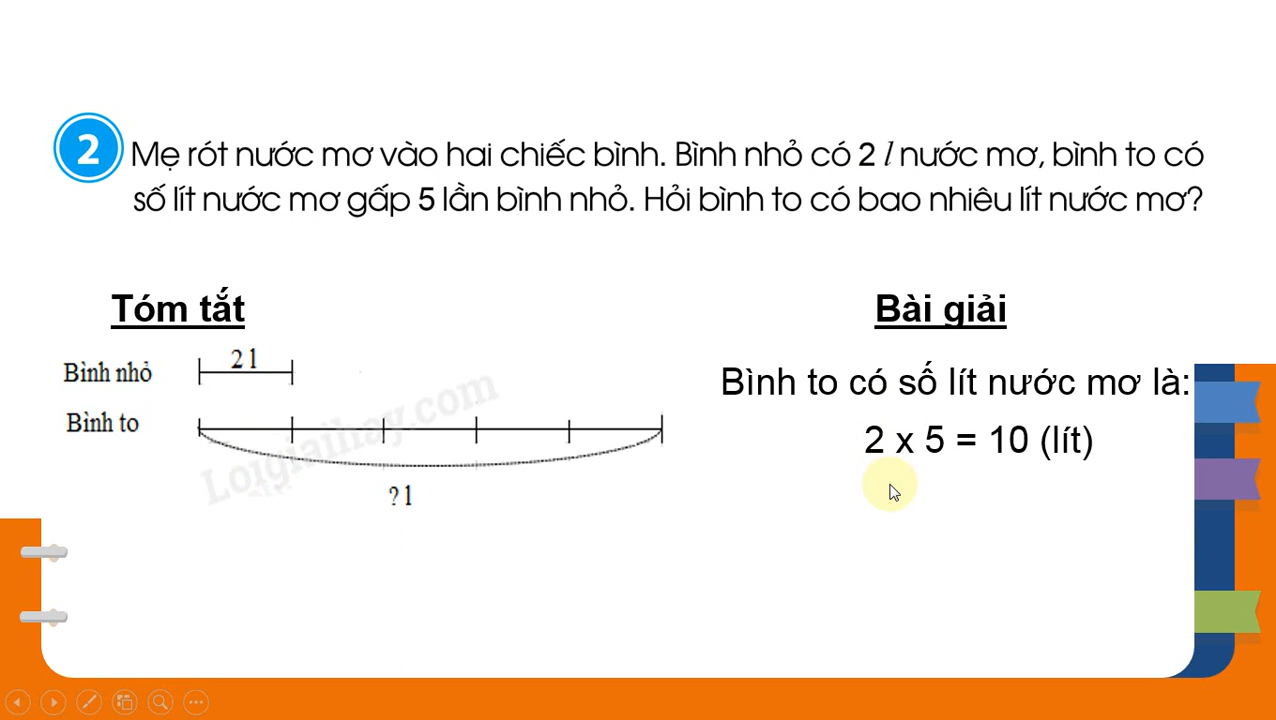 2
Mẹ rót nước mơ vào hai chiếc bình. Bình nhỏ có 2 l nước mơ, bình to có
số lít nước mơ gấp 5 lần bình nhỏ. Hỏi bình to có bao nhiêu lít nước mơ?
Tóm tắt
Bình nhỏ
2 l
Bình to
? l
Loigiaihay.com
Bài giải
Bình to có số lít nước mơ là:
2 x 5 = 10 (lít)